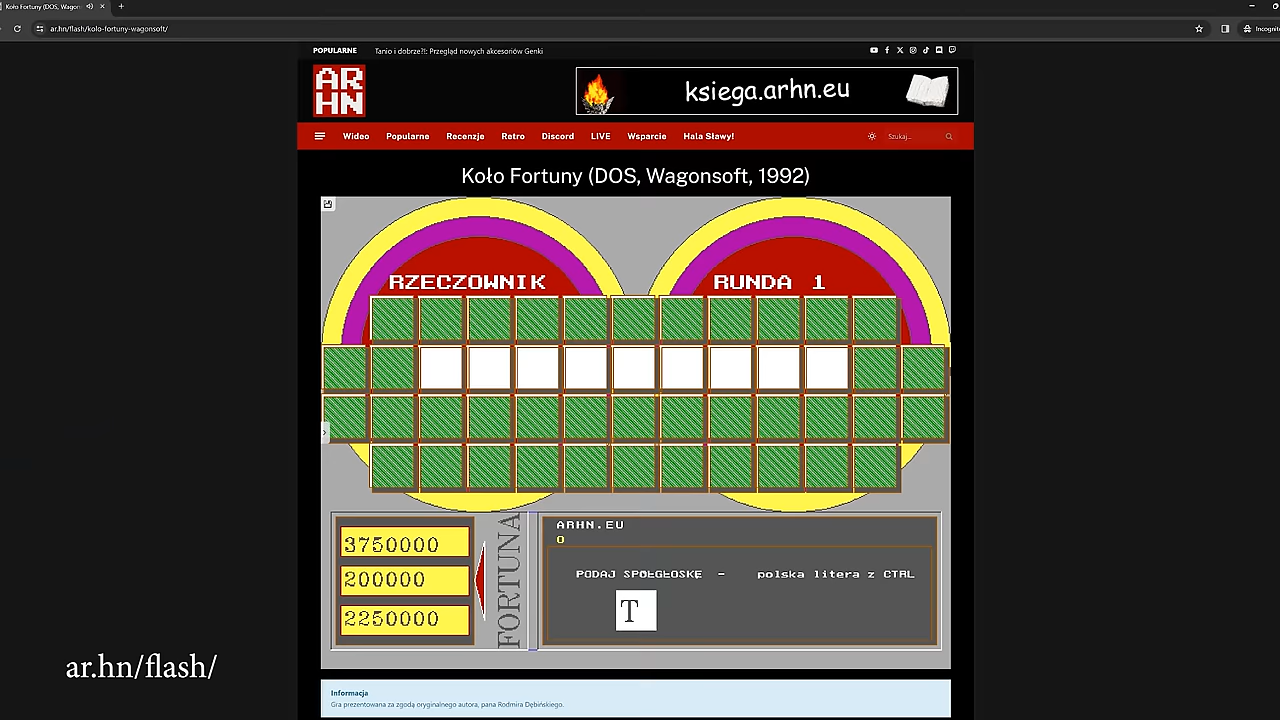 Koło Fortuny (DOS, Wagon
ar.hn/flash/kolo-fortuny-wagonsoft/
Incognito
POPULARNE Tanio i dobrze?!: Przegląd nowych akcesoriów Genki
AR
HN
ksiega.arhn.eu
Wideo Popularne Recenzje Retro Discord LIVE Wsparcie Hala Sławy! Szukaj...
Koło Fortuny (DOS, Wagonsoft, 1992)
RZECZOWNIK RUNDA 1
3750000
200000
2250000
FORTUNA
ARHN.EU
0
PODAJ SPÓŁGŁOSKĘ - polska litera z CTRL
T
ar.hn/flash/
Informacja
Gra prezentowana za zgodą oryginalnego autora, pana Rodmira Dębińskiego.